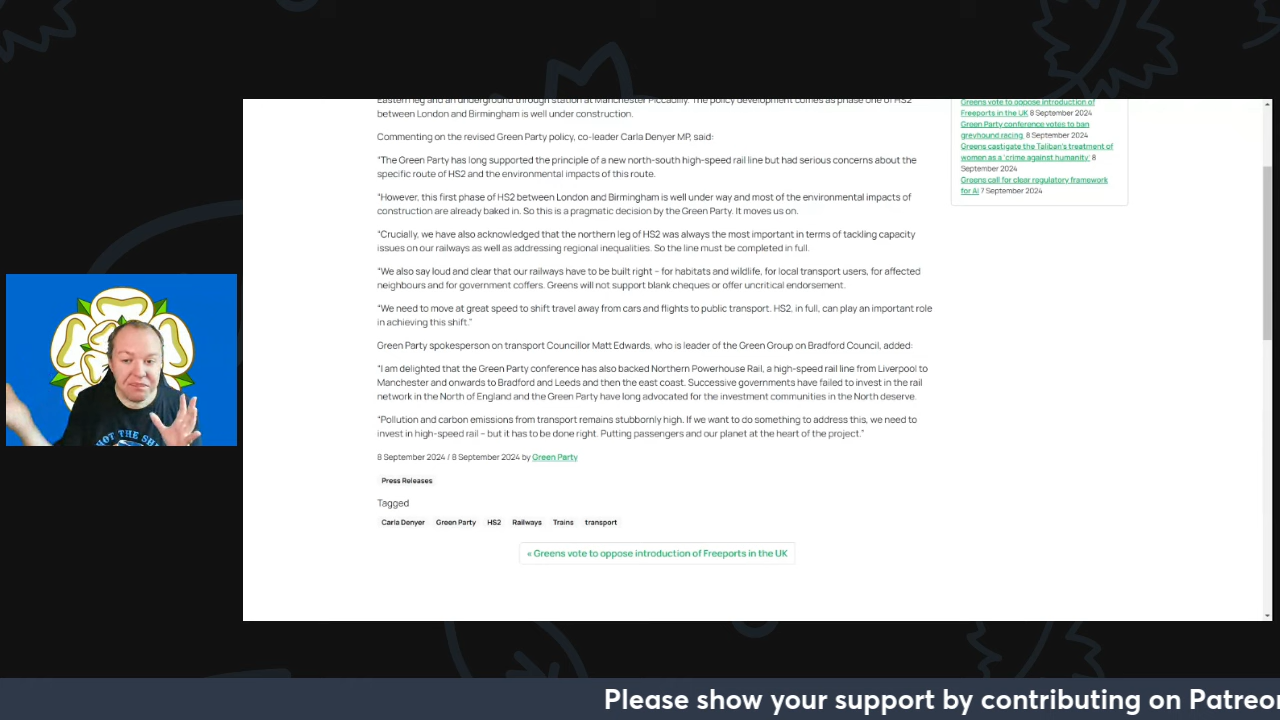 Eastern leg and an underground through station at Manchester Piccadilly. The policy development comes as phase one of HS2
between London and Birmingham is well under construction.
Commenting on the revised Green Party policy, co-leader Carla Denyer MP, said:
"The Green Party has long supported the principle of a new north-south high-speed rail line but had serious concerns about the
specific route of HS2 and the environmental impacts of this route.
"However, this first phase of HS2 between London and Birmingham is well under way and most of the environmental impacts of
construction are already baked in. So this is a pragmatic decision by the Green Party. It moves us on.
"Crucially, we have also acknowledged that the northern leg of HS2 was always the most important in terms of tackling capacity
issues on our railways as well as addressing regional inequalities. So the line must be completed in full.
"We also say loud and clear that our railways have to be built right – for habitats and wildlife, for local transport users, for affected
neighbours and for government coffers. Greens will not support blank cheques or offer uncritical endorsement.
"We need to move at great speed to shift travel away from cars and flights to public transport. HS2, in full, can play an important role
in achieving this shift."
Green Party spokesperson on transport Councillor Matt Edwards, who is leader of the Green Group on Bradford Council, added:
"I am delighted that the Green Party conference has also backed Northern Powerhouse Rail, a high-speed rail line from Liverpool to
Manchester and onwards to Bradford and Leeds and then the east coast. Successive governments have failed to invest in the rail
network in the North of England and the Green Party have long advocated for the investment communities in the North deserve.
"Pollution and carbon emissions from transport remains stubbornly high. If we want to do something to address this, we need to
invest in high-speed rail – but it has to be done right. Putting passengers and our planet at the heart of the project."
8 September 2024 / 8 September 2024 by Green Party
Press Releases
Tagged
Carla Denyer Green Party HS2 Railways Trains transport
« Greens vote to oppose introduction of Freeports in the UK
Greens vote to oppose introduction of
Freeports in the UK 8 September 2024
Green Party conference votes to ban
greyhound racing 8 September 2024
Greens castigate the Taliban's treatment of
women as a 'crime against humanity' 8
September 2024
Greens call for clear regulatory framework
for AI 7 September 2024
THE
Please show your support by contributing on Patreo